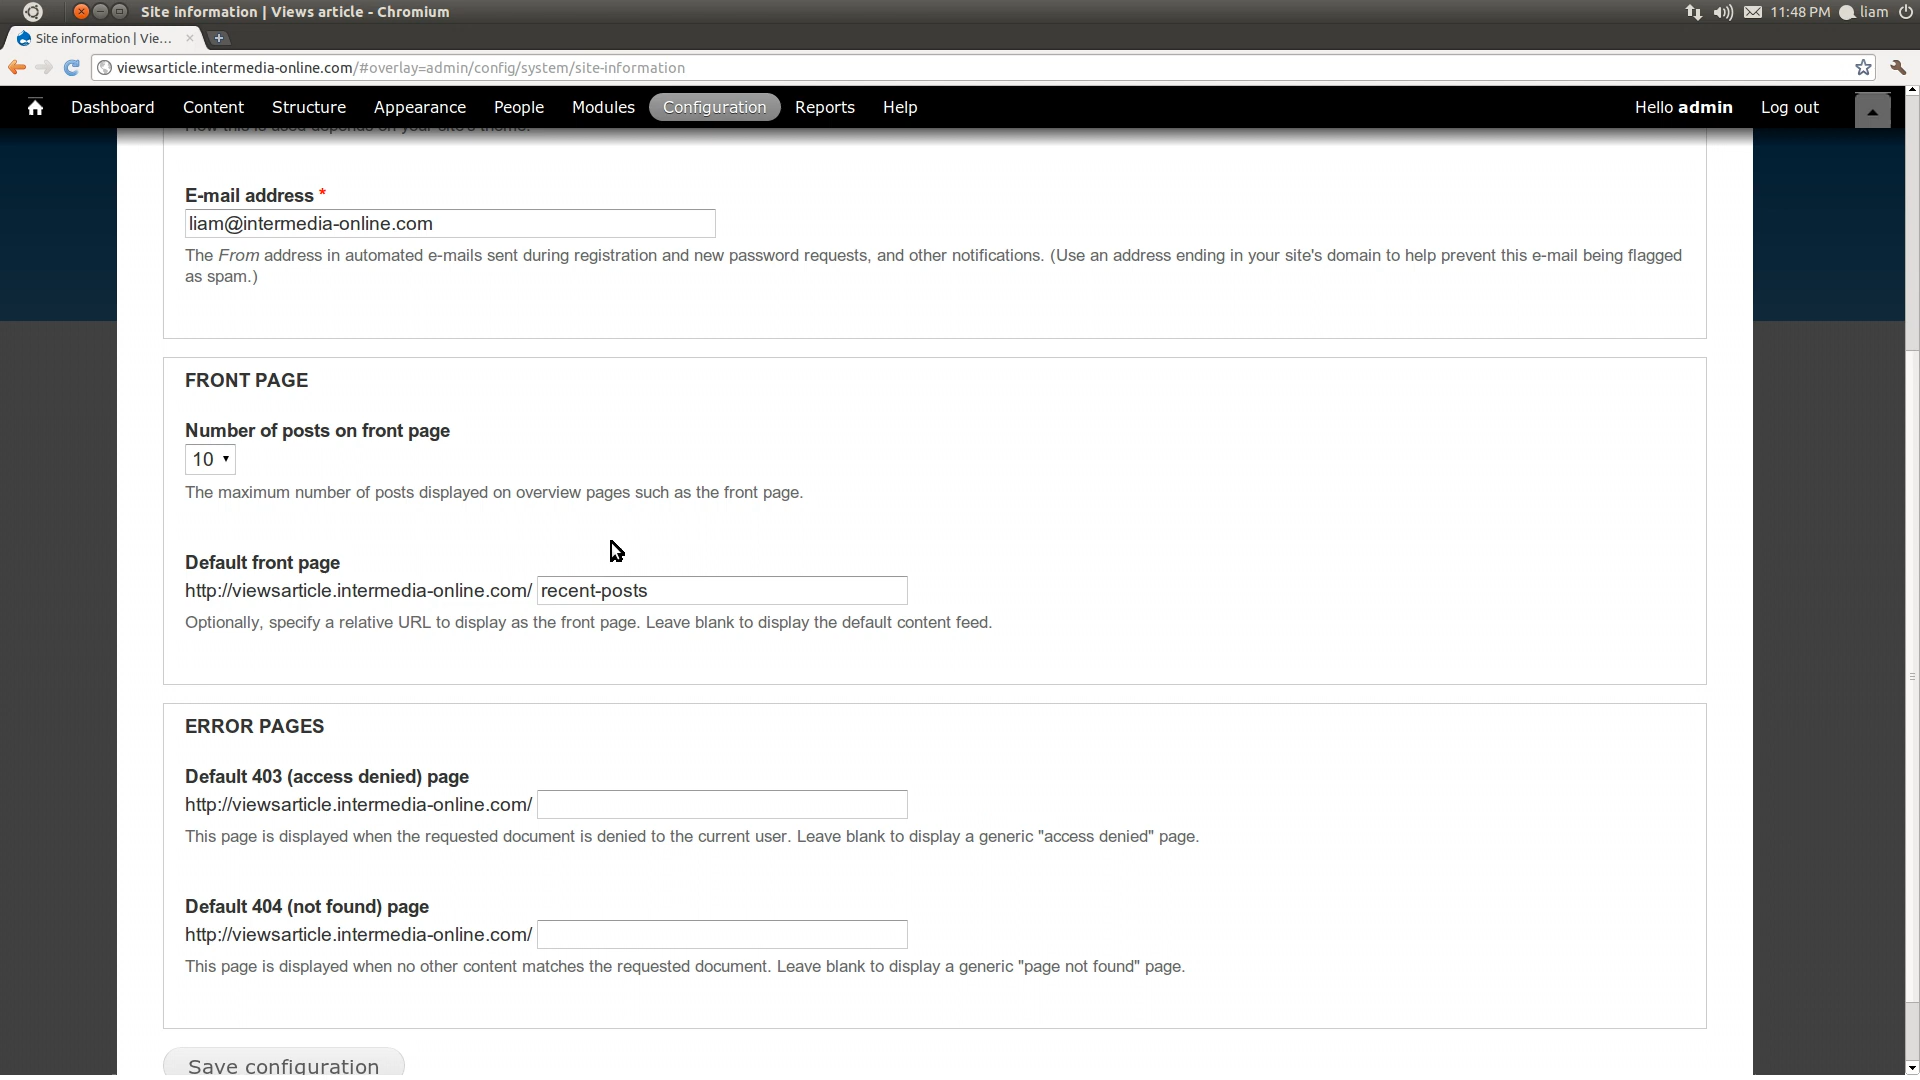 Site information | Views article - Chromium
11:48 PM liam
Site information | Vie...
viewsarticle.intermedia-online.com/#overlay=admin/config/system/site-information
Dashboard Content Structure Appearance People Modules Configuration Reports Help Hello admin Log out
How this is used depends on your site's theme.
E-mail address *
liam@intermedia-online.com
The From address in automated e-mails sent during registration and new password requests, and other notifications. (Use an address ending in your site's domain to help prevent this e-mail being flagged
as spam.)
FRONT PAGE
Number of posts on front page
10
The maximum number of posts displayed on overview pages such as the front page.
Default front page
http://viewsarticle.intermedia-online.com/ recent-posts
Optionally, specify a relative URL to display as the front page. Leave blank to display the default content feed.
ERROR PAGES
Default 403 (access denied) page
http://viewsarticle.intermedia-online.com/
This page is displayed when the requested document is denied to the current user. Leave blank to display a generic "access denied" page.
Default 404 (not found) page
http://viewsarticle.intermedia-online.com/
This page is displayed when no other content matches the requested document. Leave blank to display a generic "page not found" page.
Save configuration